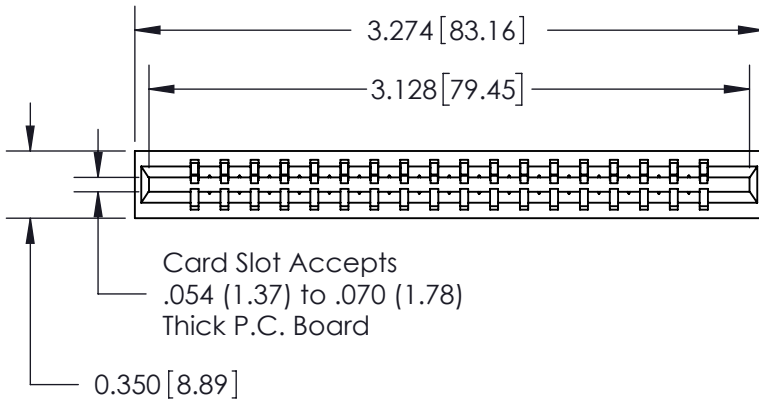 3.274[83.16]
3.128[79.45]
Card Slot Accepts
.054 (1.37) to .070 (1.78)
Thick P.C. Board
0.350[8.89]